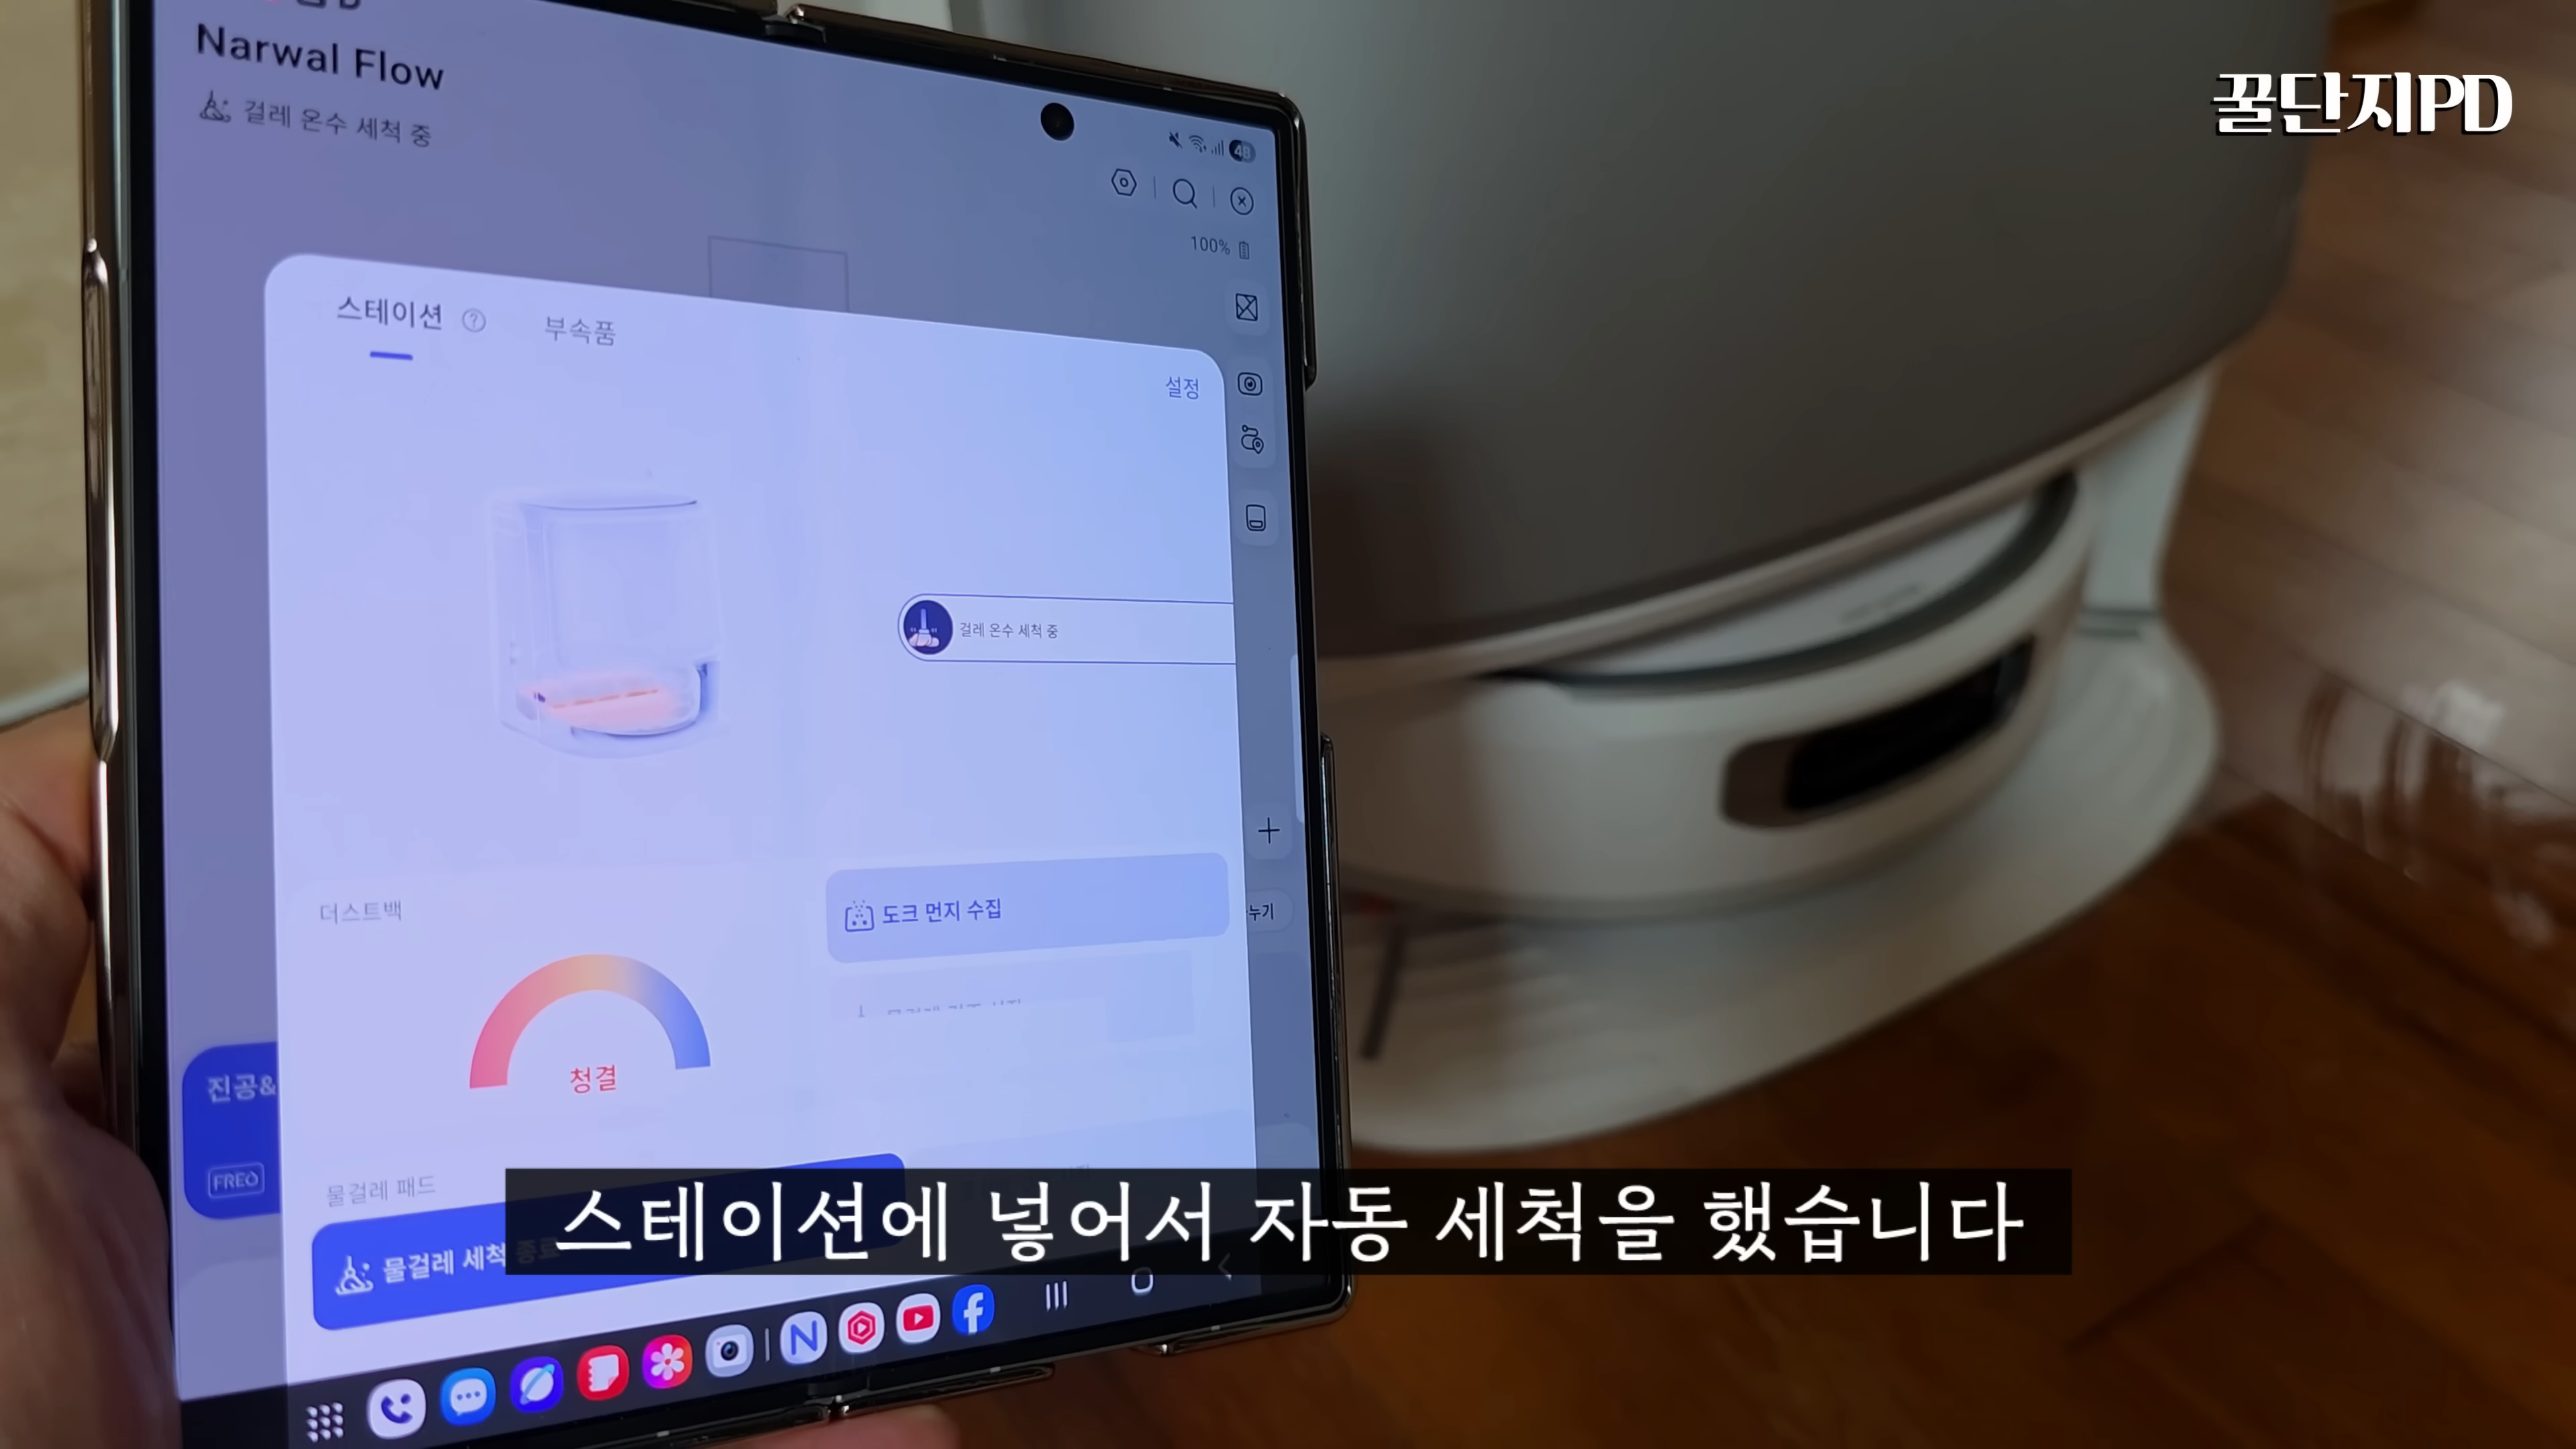 Narwal Flow
걸레 온수 세척 중
꿀단지PD
48
100%
스테이션
부속품
설정
걸레 온수 세척 중
더스트백
도크 먼지 수집
누기
청결
진공&
FREO
물걸레 패드
물걸레 세척
스테이션에 넣어서 자동 세척을 했습니다